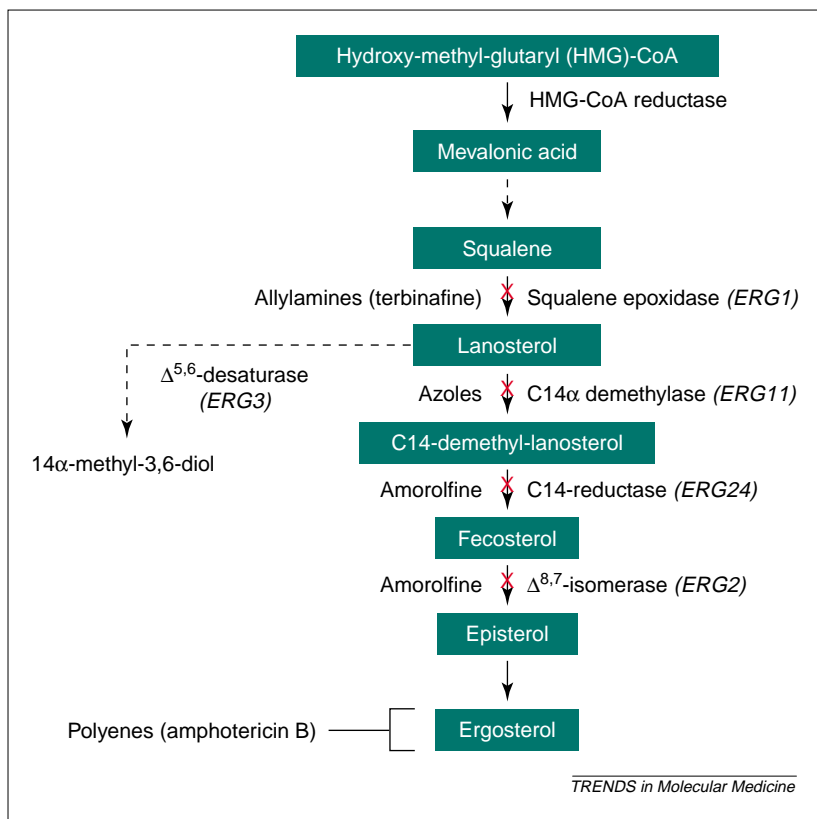 Hydroxy-methyl-glutaryl (HMG)-CoA
HMG-CoA reductase
Mevalonic acid
Squalene
Allylamines (terbinafine)
Squalene epoxidase (ERG1)
Lanosterol
Δ5,6-desaturase
(ERG3)
Azoles
C14α demethylase (ERG11)
14α-methyl-3,6-diol
C14-demethyl-lanosterol
Amorolfine
C14-reductase (ERG24)
Fecosterol
Amorolfine
Δ8,7-isomerase (ERG2)
Episterol
Polyenes (amphotericin B)
Ergosterol
TRENDS in Molecular Medicine